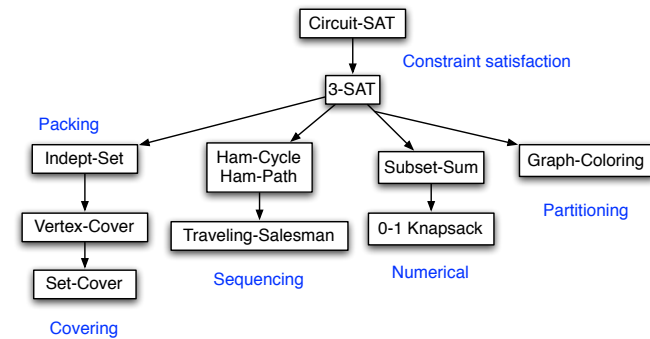 Circuit-SAT
Constraint satisfaction
3-SAT
Packing
Indept-Set
Ham-Cycle
Ham-Path
Subset-Sum
Graph-Coloring
Vertex-Cover
Traveling-Salesman
0-1 Knapsack
Partitioning
Set-Cover
Sequencing
Numerical
Covering